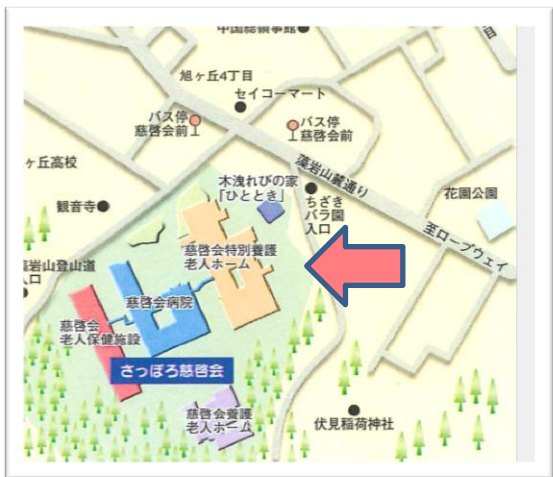 中国総領事館
旭ヶ丘4丁目
セイコーマート
バス停
慈啓会前
バス停
慈啓会前
ヶ丘高校
藻岩山麓通り
木洩れびの家
「ひととき」
ちざき
バラ園
入口
花園公園
観音寺
至ロープウェイ
慈啓会特別養護
老人ホーム
藻岩山登山道
入口
慈啓会病院
慈啓会
老人保健施設
さっぽろ慈啓会
慈啓会養護
老人ホーム
伏見稲荷神社